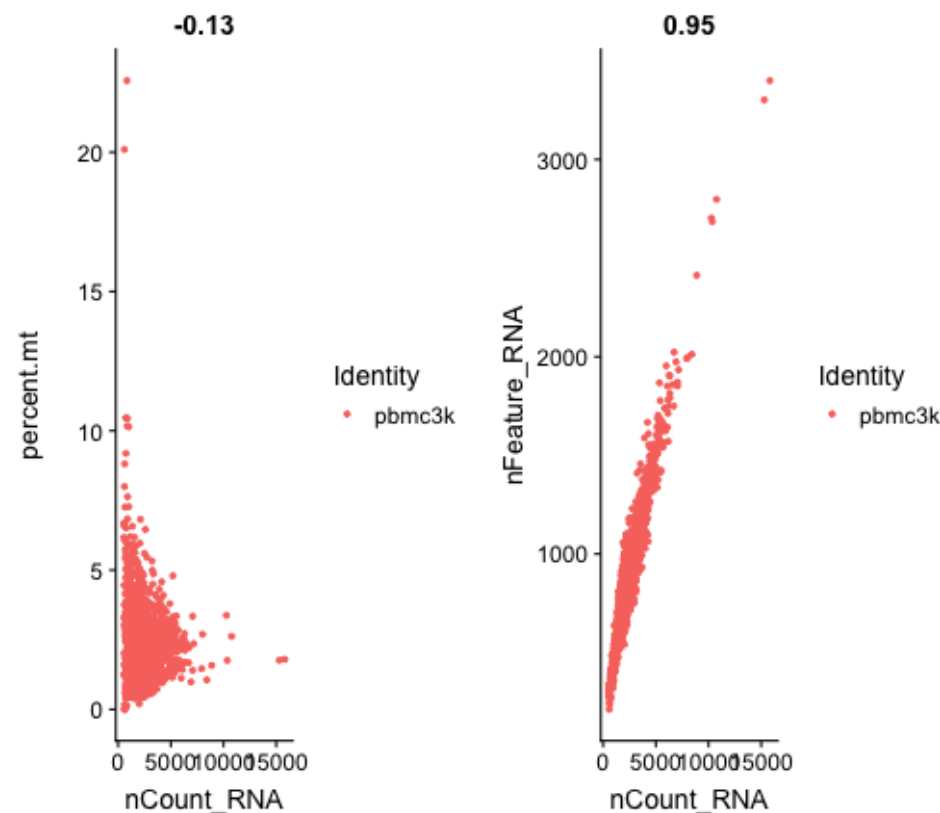 -0.13
20
15
10
5
0
percent.mt
0 5000 10000 15000
nCount_RNA
Identity
pbmc3k
0.95
3000
2000
1000
nFeature_RNA
0 5000 10000 15000
nCount_RNA
Identity
pbmc3k